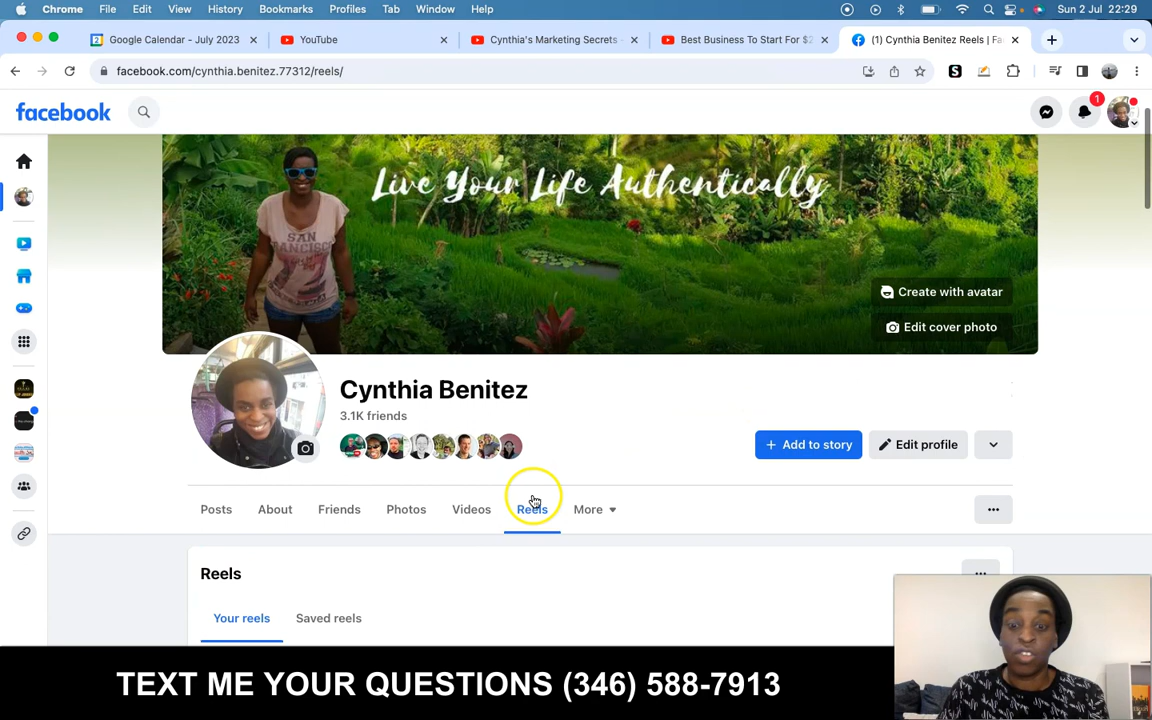 Chrome File Edit View History Bookmarks Profiles Tab Window Help Sun 2 Jul 22:29
Google Calendar - July 2023 YouTube Cynthia's Marketing Secrets - Best Business To Start For $2 (1) Cynthia Benitez Reels | Fa
facebook.com/cynthia.benitez.77312/reels/
facebook 1
Live Your Life Authentically
SAN
FRANCISCO
Create with avatar
Edit cover photo
Cynthia Benitez
3.1K friends
+ Add to story Edit profile
Posts About Friends Photos Videos Reels More
Reels
Your reels Saved reels
TEXT ME YOUR QUESTIONS (346) 588-7913